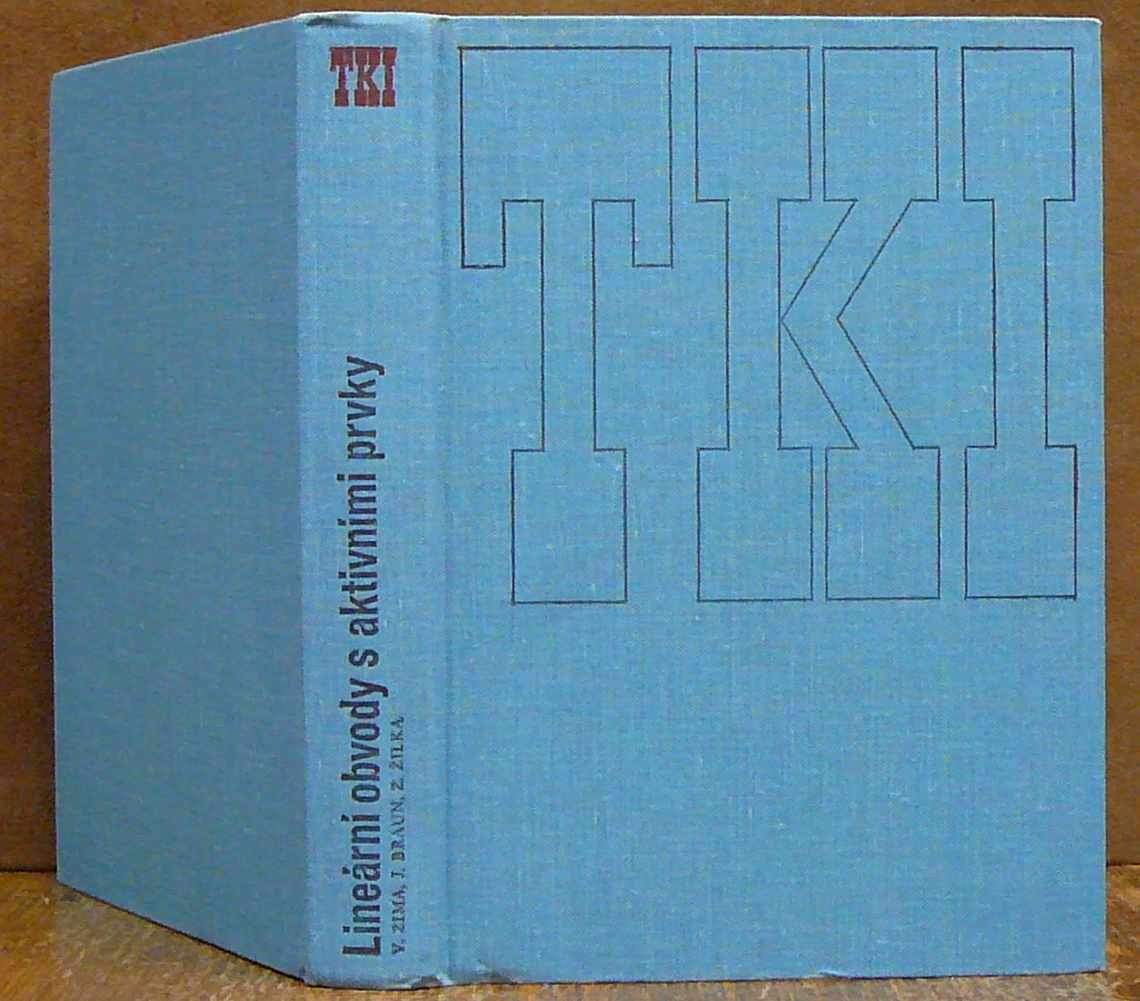 TKI
Lineární obvody s aktivními prvky
V. ZIMA, J. BRAUN, Z. ŽILKA
TKI